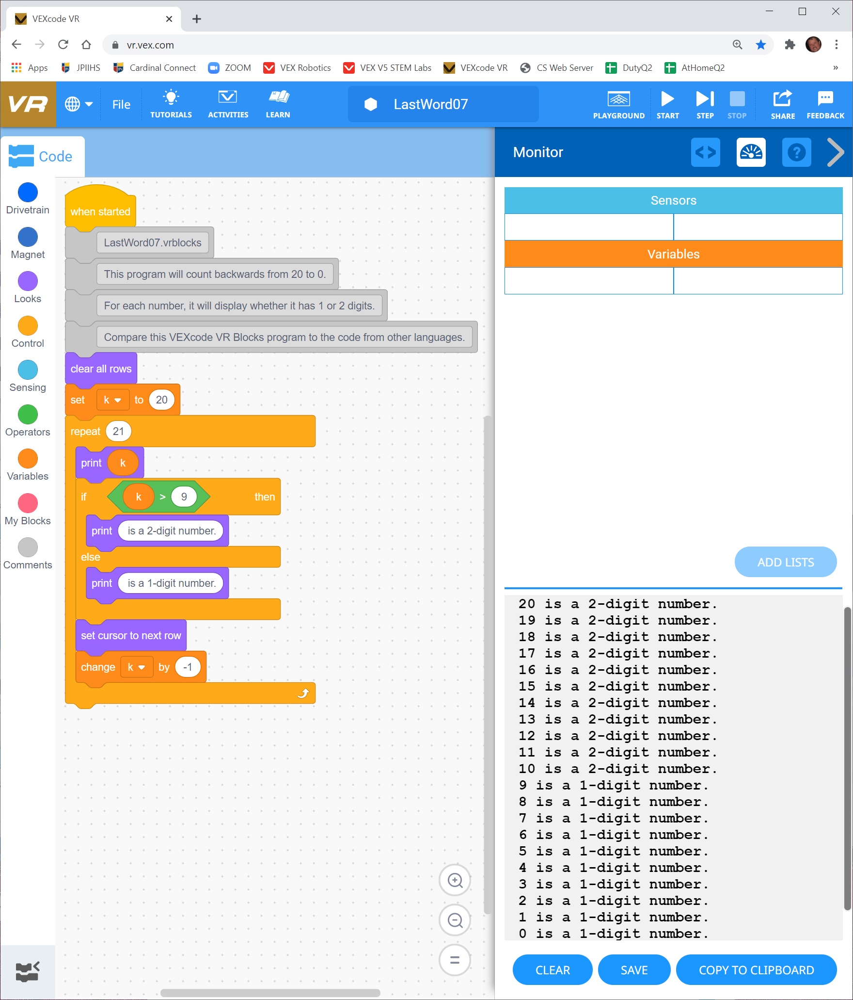 VEXcode VR
vr.vex.com
Apps JPIIHS Cardinal Connect ZOOM VEX Robotics VEX V5 STEM Labs VEXcode VR CS Web Server DutyQ2 AtHomeQ2 »
VR File TUTORIALS ACTIVITIES LEARN LastWord07 PLAYGROUND START STEP STOP SHARE FEEDBACK
Code
Drivetrain
Magnet
Looks
Control
Sensing
Operators
Variables
My Blocks
Comments
when started
LastWord07.vrblocks
This program will count backwards from 20 to 0.
For each number, it will display whether it has 1 or 2 digits.
Compare this VEXcode VR Blocks program to the code from other languages.
clear all rows
set k to 20
repeat 21
print k
if k > 9 then
print is a 2-digit number.
else
print is a 1-digit number.
set cursor to next row
change k by -1
Monitor
Sensors
Variables
ADD LISTS
20 is a 2-digit number.
19 is a 2-digit number.
18 is a 2-digit number.
17 is a 2-digit number.
16 is a 2-digit number.
15 is a 2-digit number.
14 is a 2-digit number.
13 is a 2-digit number.
12 is a 2-digit number.
11 is a 2-digit number.
10 is a 2-digit number.
9 is a 1-digit number.
8 is a 1-digit number.
7 is a 1-digit number.
6 is a 1-digit number.
5 is a 1-digit number.
4 is a 1-digit number.
3 is a 1-digit number.
2 is a 1-digit number.
1 is a 1-digit number.
0 is a 1-digit number.
CLEAR SAVE COPY TO CLIPBOARD